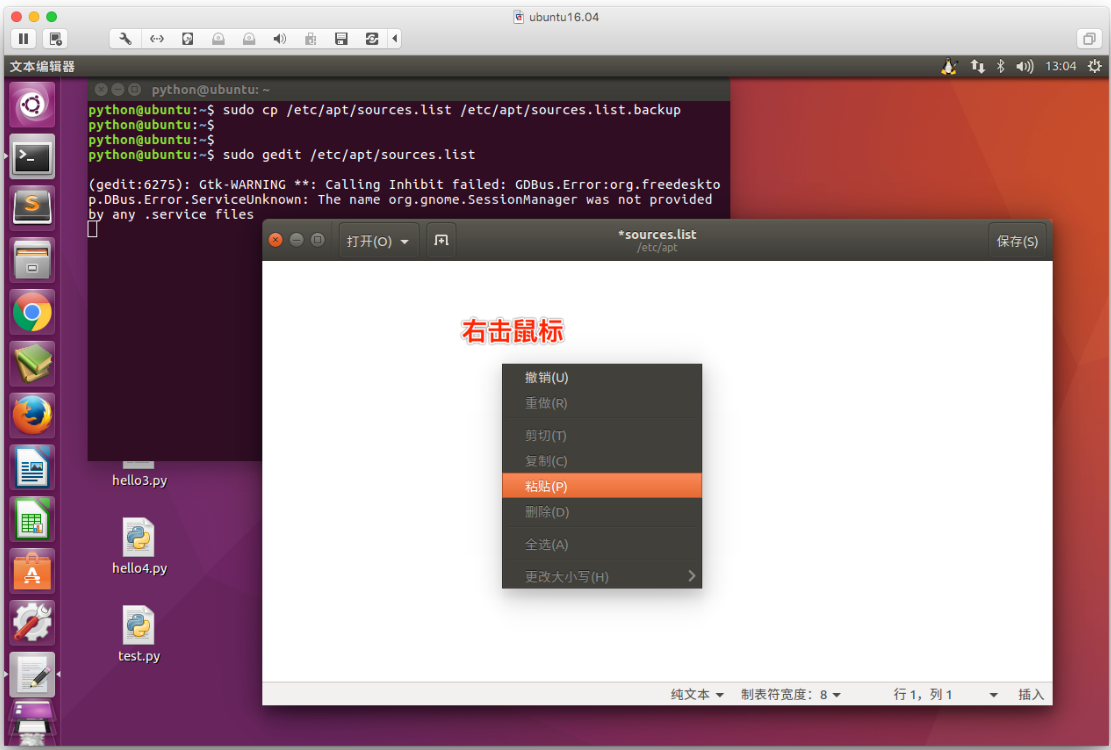 ubuntu16.04
文本编辑器
13:04
python@ubuntu: ~
python@ubuntu:~$ sudo cp /etc/apt/sources.list /etc/apt/sources.list.backup
python@ubuntu:~$
python@ubuntu:~$
python@ubuntu:~$ sudo gedit /etc/apt/sources.list
(gedit:6275): Gtk-WARNING **: Calling Inhibit failed: GDBus.Error:org.freedeskto
p.DBus.Error.ServiceUnknown: The name org.gnome.SessionManager was not provided
by any .service files
打开(O)
*sources.list
/etc/apt
保存(S)
右击鼠标
撤销(U)
重做(R)
剪切(T)
复制(C)
粘贴(P)
删除(D)
全选(A)
更改大小写(H)
hello3.py
hello4.py
test.py
纯文本
制表符宽度: 8
行 1, 列 1
插入